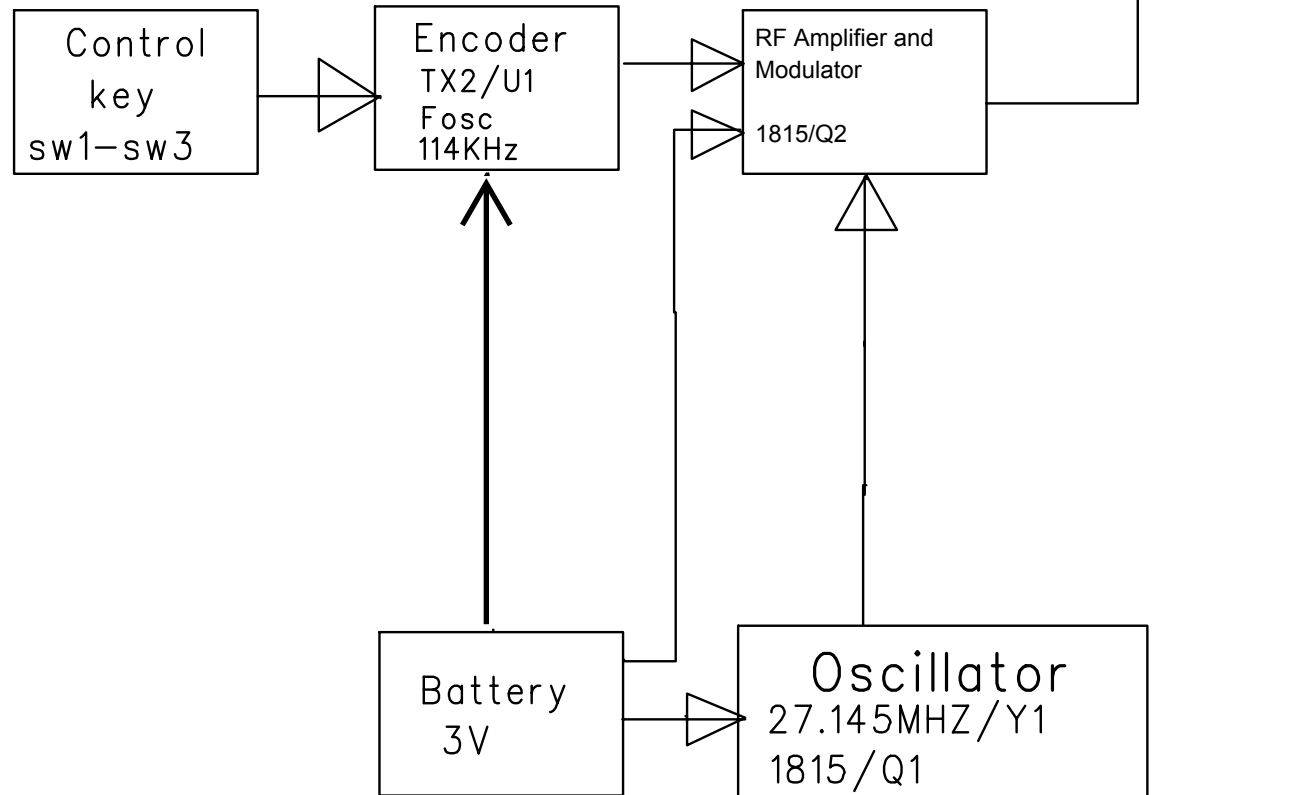 Control
key
sw1-sw3
Encoder
TX2/U1
Fosc
114KHz
RF Amplifier and
Modulator
1815/Q2
Battery
3V
Oscillator
27.145MHZ/Y1
1815/Q1